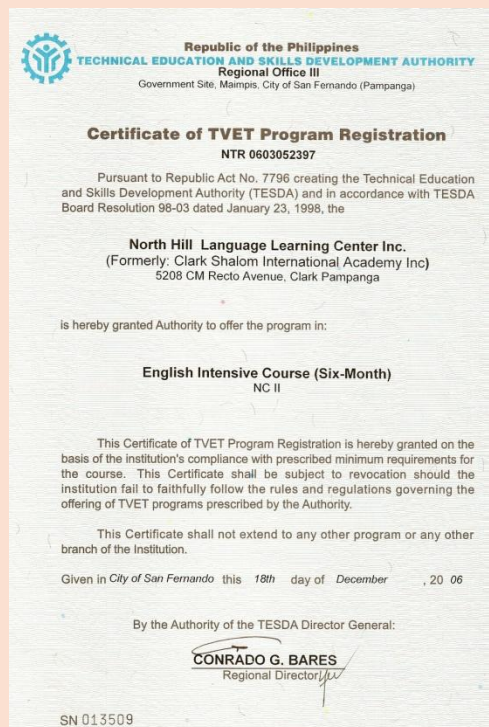 Republic of the Philippines
TECHNICAL EDUCATION AND SKILLS DEVELOPMENT AUTHORITY
Regional Office III
Government Site, Maimpis, City of San Fernando (Pampanga)
Certificate of TVET Program Registration
NTR 0603052397
Pursuant to Republic Act No. 7796 creating the Technical Education
and Skills Development Authority (TESDA) and in accordance with TESDA
Board Resolution 98-03 dated January 23, 1998, the
North Hill Language Learning Center Inc.
(Formerly: Clark Shalom International Academy Inc)
5208 CM Recto Avenue, Clark Pampanga
is hereby granted Authority to offer the program in:
English Intensive Course (Six-Month)
NC II
This Certificate of TVET Program Registration is hereby granted on the
basis of the institution's compliance with prescribed minimum requirements for
the course. This Certificate shall be subject to revocation should the
institution fail to faithfully follow the rules and regulations governing the
offering of TVET programs prescribed by the Authority.
This Certificate shall not extend to any other program or any other
branch of the Institution.
Given in City of San Fernando this 18th day of December , 20 06
By the Authority of the TESDA Director General:
CONRADO G. BARES
Regional Director
SN 013509